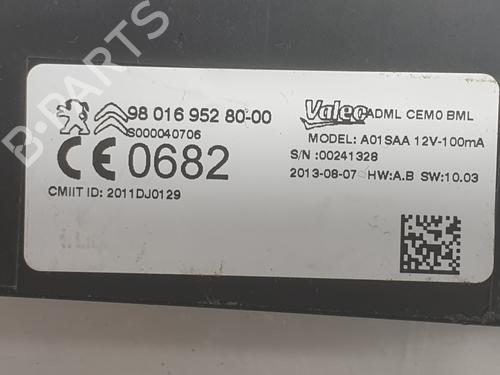 98 016 952 80-00
S000040706
CE 0682
CMIIT ID: 2011DJ0129
Valeo ADML CEM0 BML
MODEL: A01SAA 12V-100mA
S/N :00241328
2013-08-07 HW:A.B SW:10.03
B-PARTS